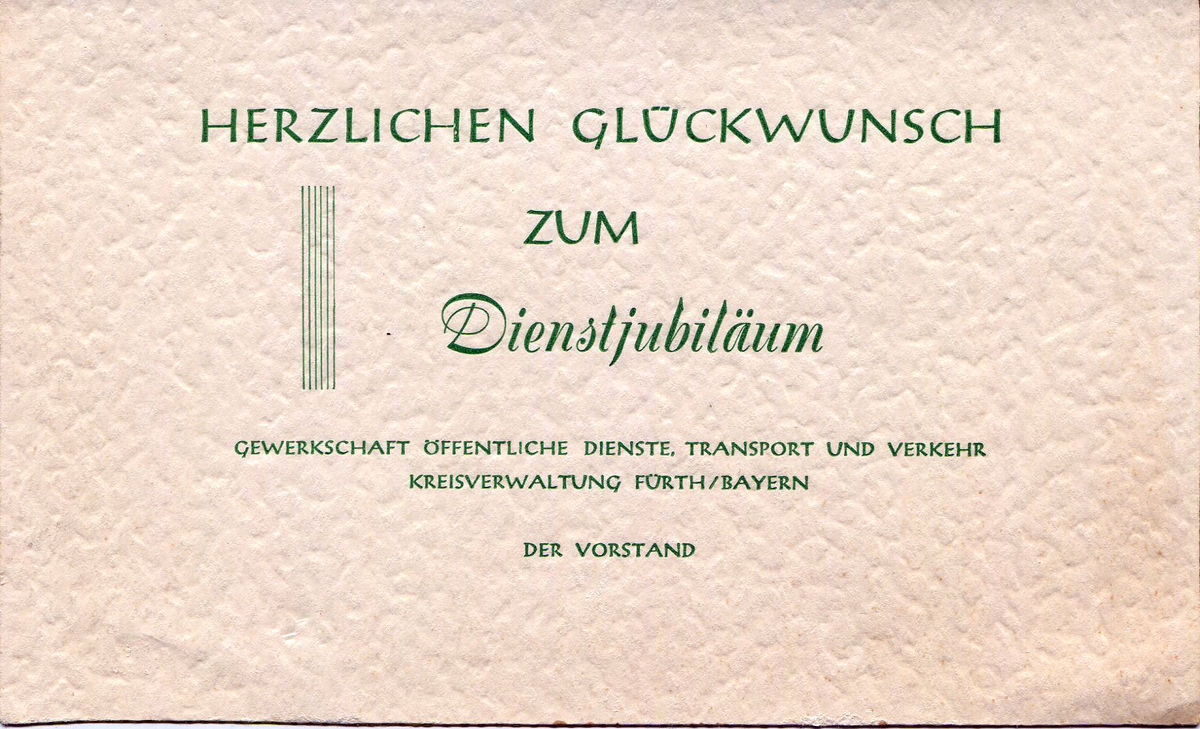 HERZLICHEN GLÜCKWUNSCH
ZUM
Dienstjubiläum
GEWERKSCHAFT ÖFFENTLICHE DIENSTE, TRANSPORT UND VERKEHR
KREISVERWALTUNG FÜRTH/BAYERN
DER VORSTAND